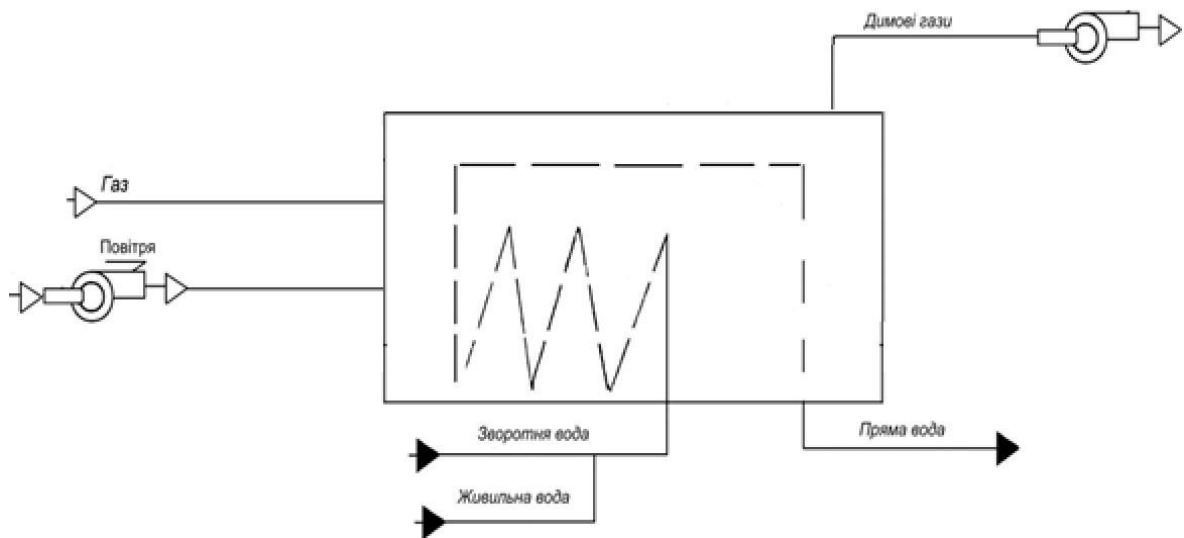 Димові гази
Газ
Повітря
Зворотня вода
Пряма вода
Живильна вода